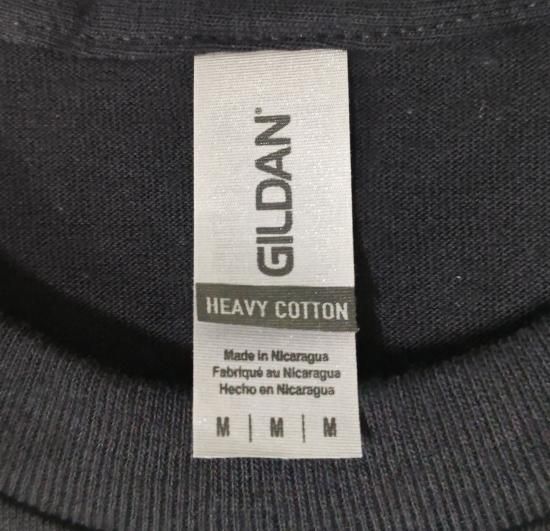 GILDAN®
HEAVY COTTON
Made in Nicaragua
Fabriqué au Nicaragua
Hecho en Nicaragua
M | M | M